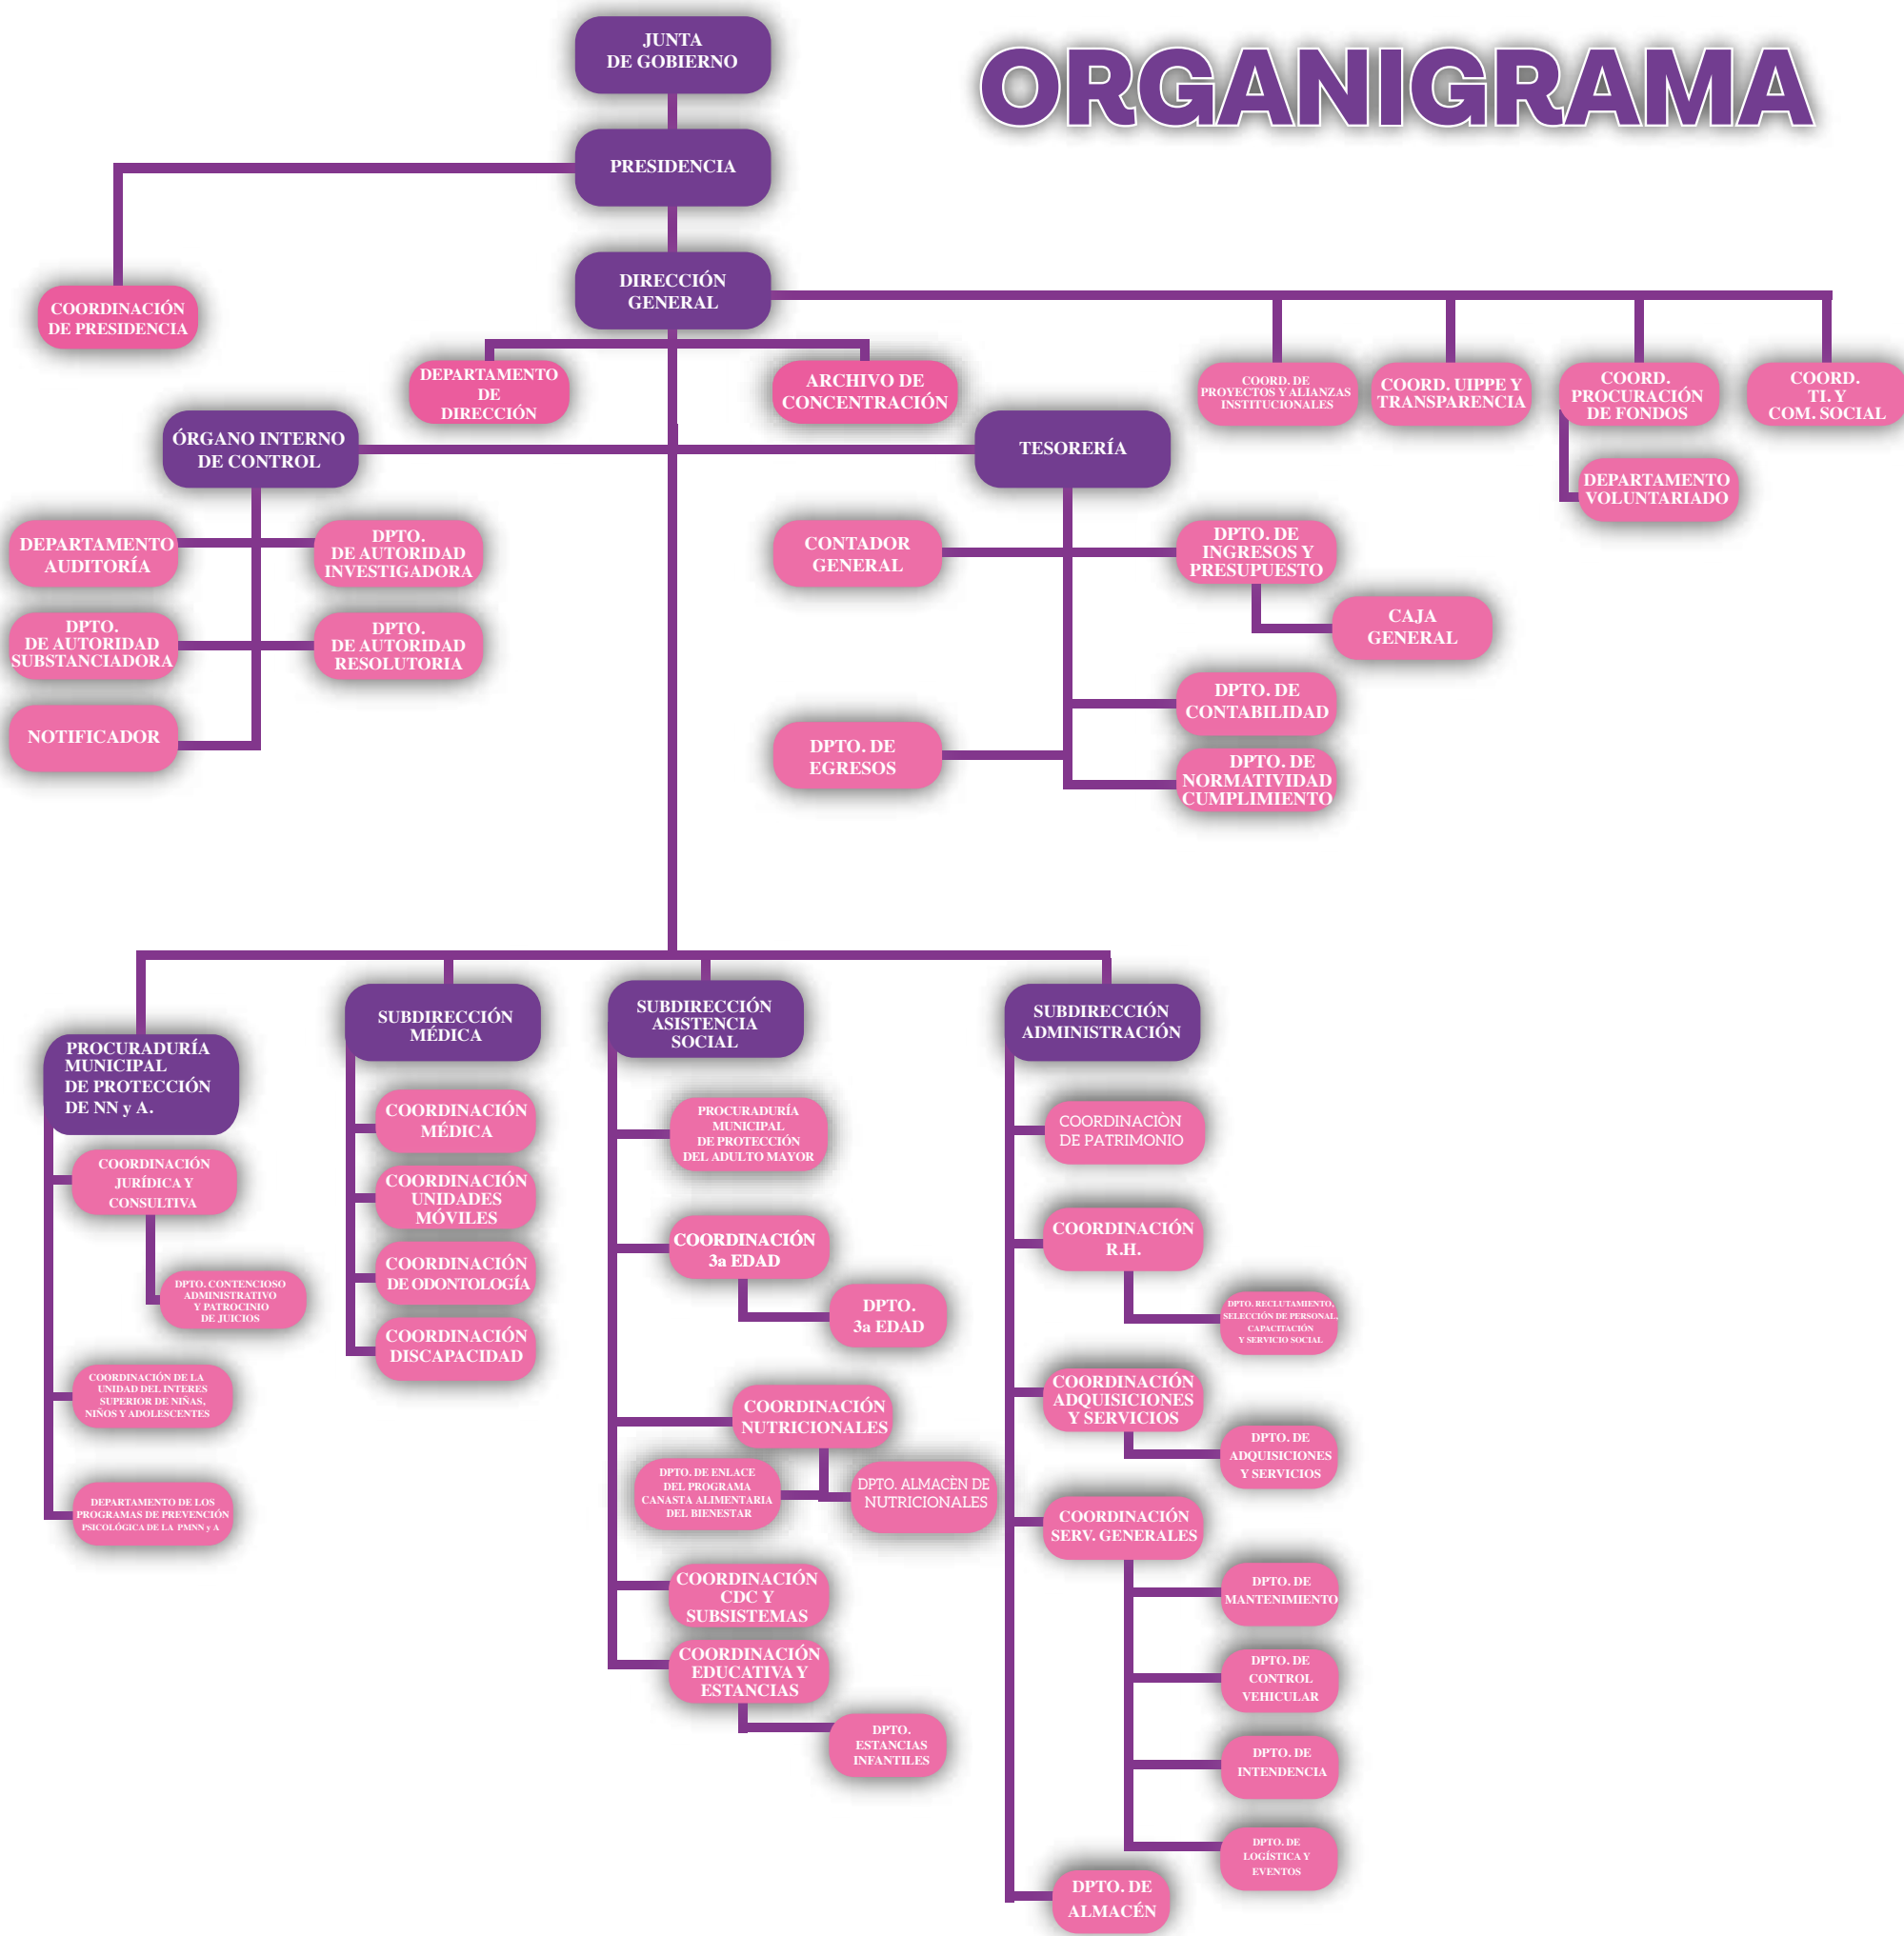 JUNTA
DE GOBIERNO
ORGANIGRAMA
PRESIDENCIA
DIRECCIÓN
GENERAL
COORDINACIÓN
DE PRESIDENCIA
DEPARTAMENTO
DE
DIRECCIÓN
ARCHIVO DE
CONCENTRACIÓN
COORD. DE
PROYECTOS Y ALIANZAS
INSTITUCIONALES
COORD. UIPPE Y
TRANSPARENCIA
COORD.
PROCURACIÓN
DE FONDOS
COORD.
TI. Y
COM. SOCIAL
DEPARTAMENTO
VOLUNTARIADO
ÓRGANO INTERNO
DE CONTROL
TESORERÍA
DEPARTAMENTO
AUDITORÍA
DPTO.
DE AUTORIDAD
INVESTIGADORA
DPTO.
DE AUTORIDAD
SUBSTANCIADORA
DPTO.
DE AUTORIDAD
RESOLUTORIA
NOTIFICADOR
CONTADOR
GENERAL
DPTO. DE
INGRESOS Y
PRESUPUESTO
CAJA
GENERAL
DPTO. DE
CONTABILIDAD
DPTO. DE
EGRESOS
DPTO. DE
NORMATIVIDAD
CUMPLIMIENTO
PROCURADURÍA
MUNICIPAL
DE PROTECCIÓN
DE NN y A.
COORDINACIÓN
JURÍDICA Y
CONSULTIVA
DPTO. CONTENCIOSO
ADMINISTRATIVO
Y PATROCINIO
DE JUICIOS
COORDINACIÓN DE LA
UNIDAD DEL INTERES
SUPERIOR DE NIÑAS,
NIÑOS Y ADOLESCENTES
DEPARTAMENTO DE LOS
PROGRAMAS DE PREVENCIÓN
PSICOLÓGICA DE LA PMNN y A
SUBDIRECCIÓN
MÉDICA
COORDINACIÓN
MÉDICA
COORDINACIÓN
UNIDADES
MÓVILES
COORDINACIÓN
DE ODONTOLOGÍA
COORDINACIÓN
DISCAPACIDAD
SUBDIRECCIÓN
ASISTENCIA
SOCIAL
PROCURADURÍA
MUNICIPAL
DE PROTECCIÓN
DEL ADULTO MAYOR
COORDINACIÓN
3a EDAD
DPTO.
3a EDAD
COORDINACIÓN
NUTRICIONALES
DPTO. DE ENLACE
DEL PROGRAMA
CANASTA ALIMENTARIA
DEL BIENESTAR
DPTO. ALMACÈN DE
NUTRICIONALES
COORDINACIÓN
CDC Y
SUBSISTEMAS
COORDINACIÓN
EDUCATIVA Y
ESTANCIAS
DPTO.
ESTANCIAS
INFANTILES
SUBDIRECCIÓN
ADMINISTRACIÓN
COORDINACIÒN
DE PATRIMONIO
COORDINACIÓN
R.H.
DPTO. RECLUTAMIENTO,
SELECCIÓN DE PERSONAL,
CAPACITACIÓN
Y SERVICIO SOCIAL
COORDINACIÓN
ADQUISICIONES
Y SERVICIOS
DPTO. DE
ADQUISICIONES
Y SERVICIOS
COORDINACIÓN
SERV. GENERALES
DPTO. DE
MANTENIMIENTO
DPTO. DE
CONTROL
VEHICULAR
DPTO. DE
INTENDENCIA
DPTO. DE
LOGÍSTICA Y
EVENTOS
DPTO. DE
ALMACÉN